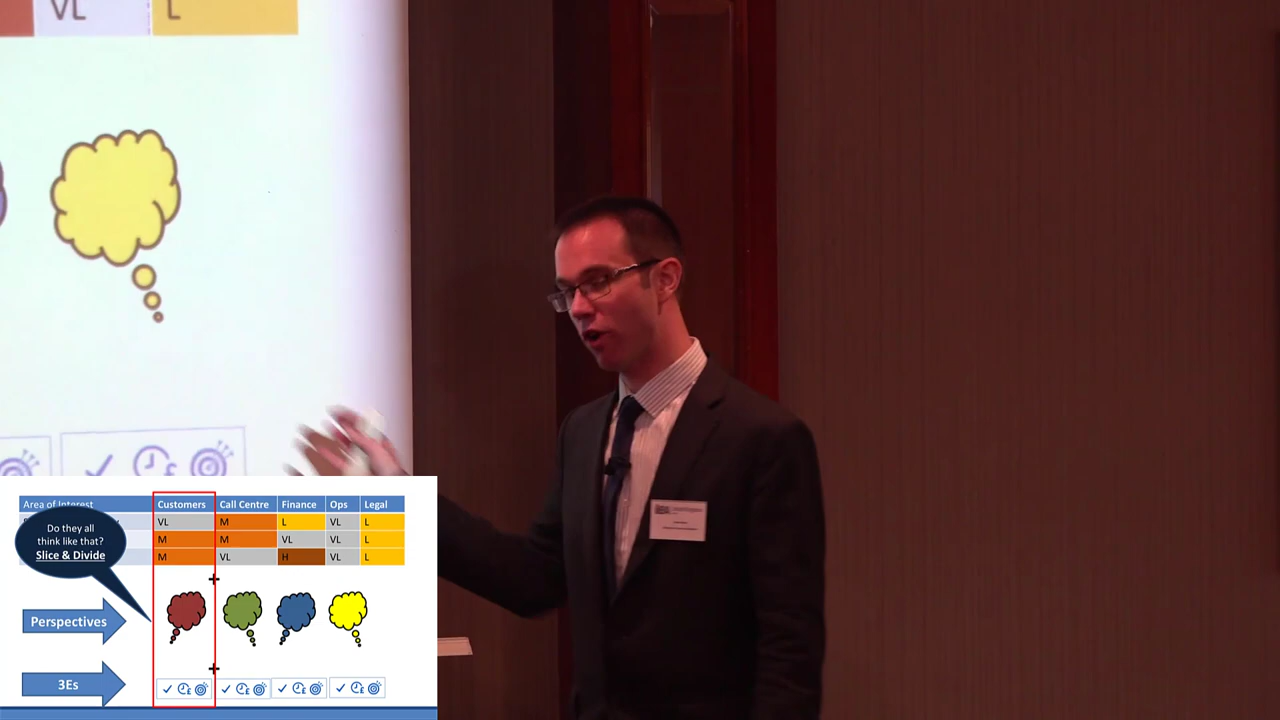 VL L
Area of Interest Customers Call Centre Finance Ops Legal
VL M L VL L
M M VL VL L
M VL H VL L
Do they all
think like that?
Slice & Divide
Perspectives
3Es